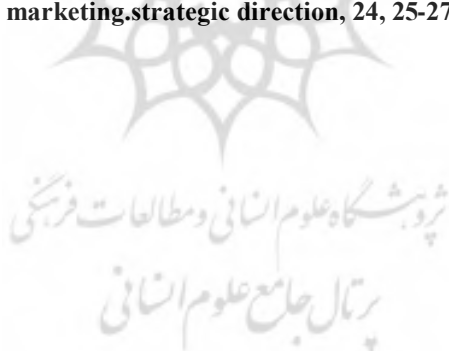 marketing.strategic direction, 24, 25-27
پژوهشگاه علوم انسانی و مطالعات فرهنگی
پرتال جامع علوم انسانی